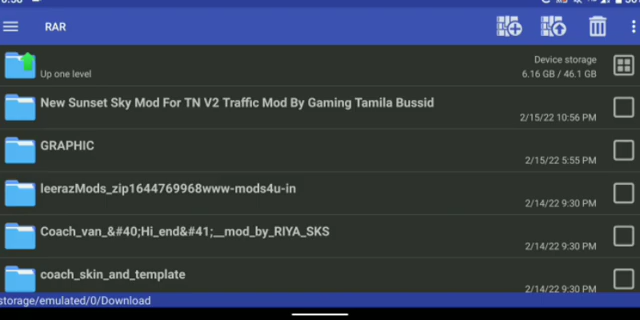 RAR
Device storage
Up one level
6.16 GB / 46.1 GB
New Sunset Sky Mod For TN V2 Traffic Mod By Gaming Tamila Bussid
2/15/22 10:56 PM
GRAPHIC
2/15/22 5:55 PM
leerazMods_zip1644769968www-mods4u-in
2/14/22 9:30 PM
Coach_van_&#40;Hi_end&#41;__mod_by_RIYA_SKS
2/14/22 9:30 PM
coach_skin_and_template
2/14/22 9:30 PM
storage/emulated/0/Download